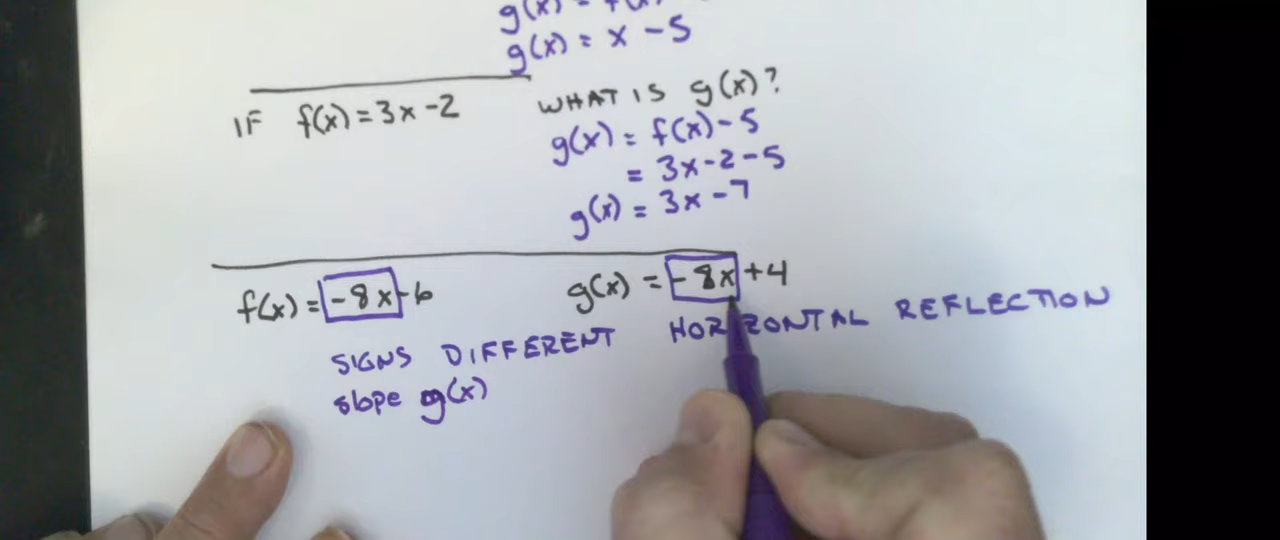 g(x) =
g(x) = x - 5
IF f(x) = 3x - 2 WHAT IS g(x)?
g(x) = f(x) - 5
= 3x - 2 - 5
g(x) = 3x - 7
f(x) = -8x - 6 g(x) = -8x + 4
SIGNS DIFFERENT HORIZONTAL REFLECTION
slope g(x)